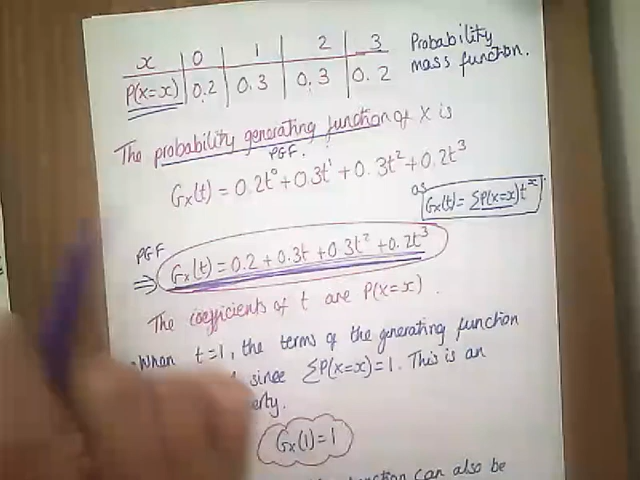 x 0 1 2 3
P(X=x) 0.2 0.3 0.3 0.2
Probability
mass function.
The probability generating function of X is
PGF.
Gx(t) = 0.2t⁰ + 0.3t¹ + 0.3t² + 0.2t³
as
Gx(t) = ΣP(X=x)tˣ
PGF
⇒ Gx(t) = 0.2 + 0.3t + 0.3t² + 0.2t³
The coefficients of t are P(X=x).
• When t=1, the terms of the generating function
since ΣP(X=x)=1. This is an
Gx(1)=1
can also be